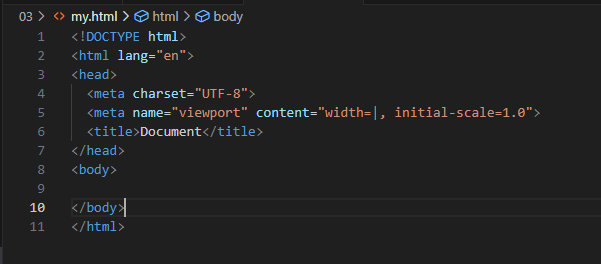 03 > <> my.html > html > body
1 <!DOCTYPE html>
2 <html lang="en">
3 <head>
4   <meta charset="UTF-8">
5   <meta name="viewport" content="width=|, initial-scale=1.0">
6   <title>Document</title>
7 </head>
8 <body>
9
10 </body>
11 </html>